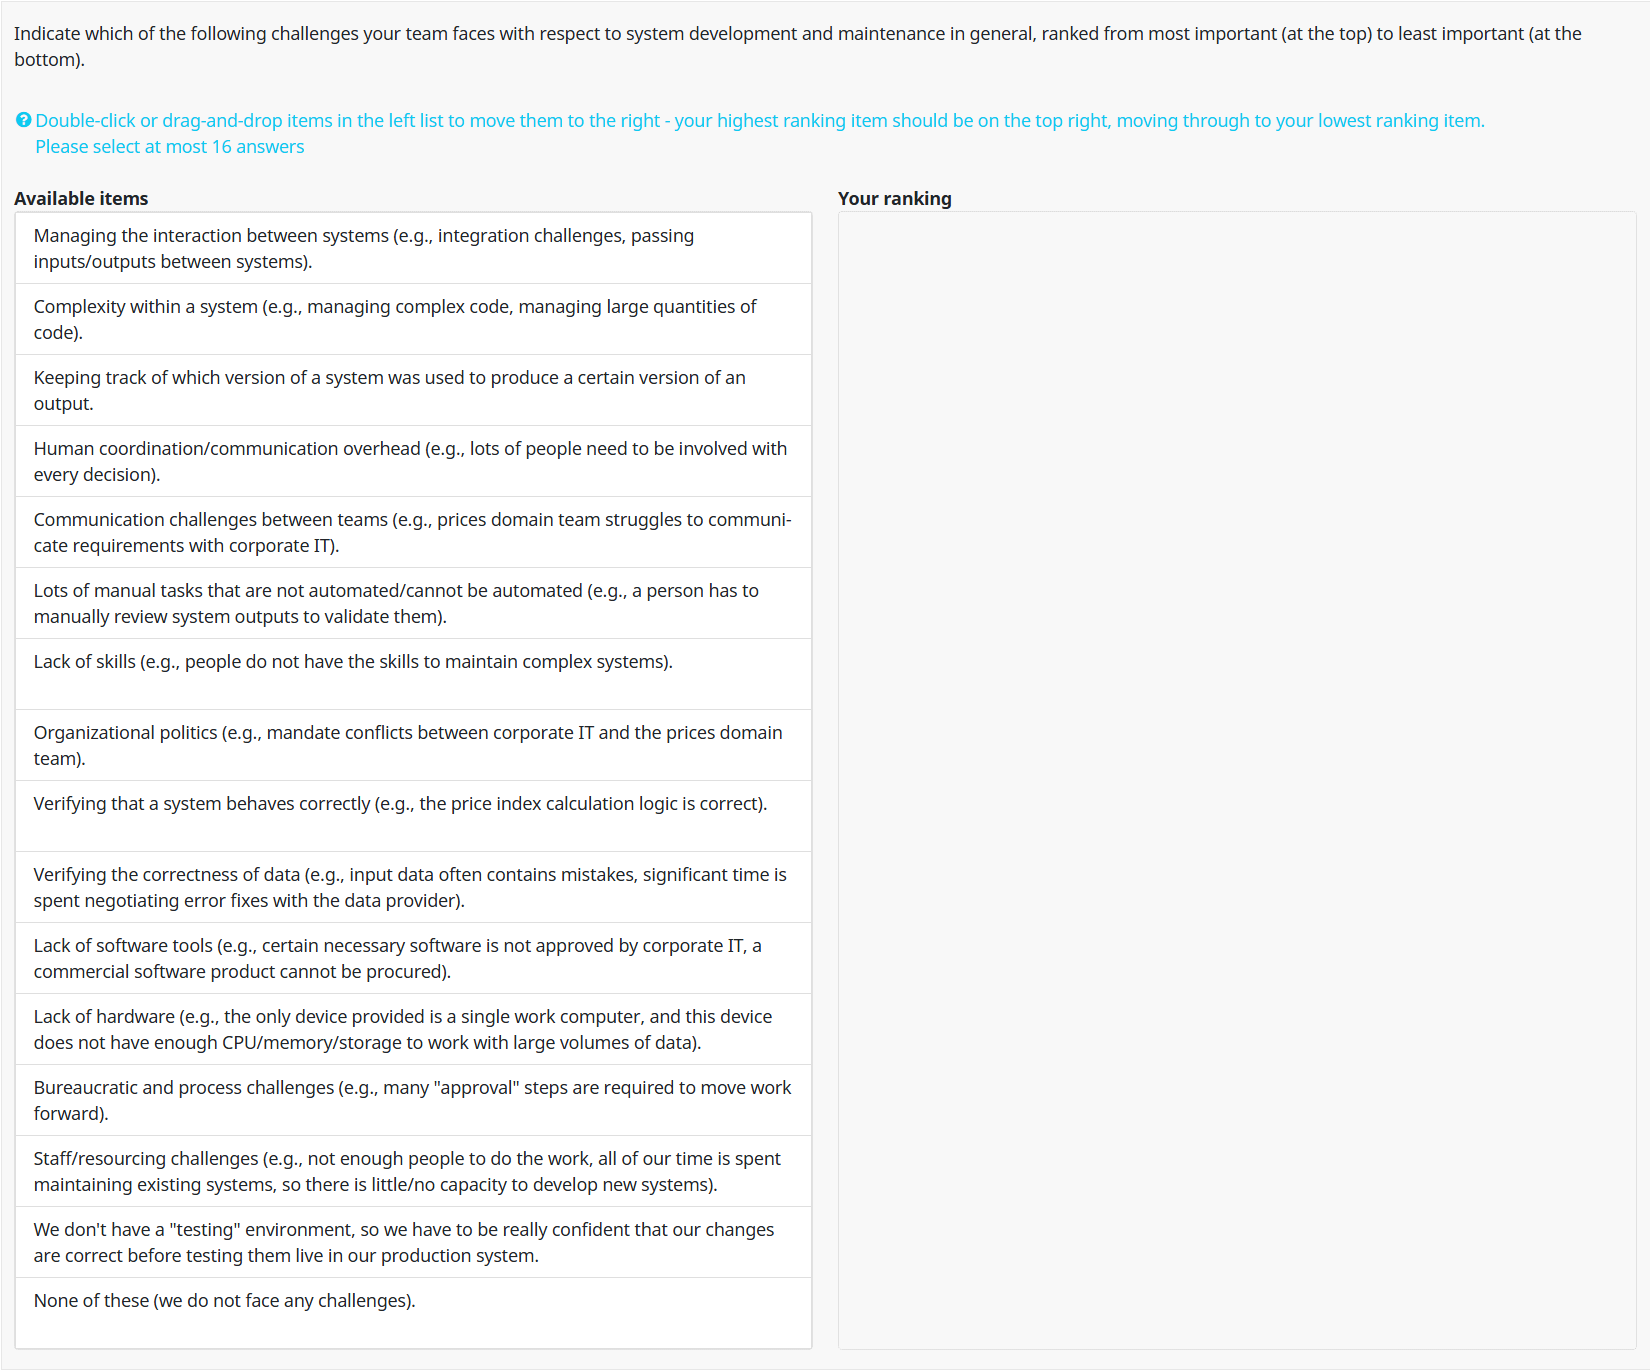 Indicate which of the following challenges your team faces with respect to system development and maintenance in general, ranked from most important (at the top) to least important (at the
bottom).
Double-click or drag-and-drop items in the left list to move them to the right - your highest ranking item should be on the top right, moving through to your lowest ranking item.
Please select at most 16 answers
Available items
Your ranking
Managing the interaction between systems (e.g., integration challenges, passing
inputs/outputs between systems).
Complexity within a system (e.g., managing complex code, managing large quantities of
code).
Keeping track of which version of a system was used to produce a certain version of an
output.
Human coordination/communication overhead (e.g., lots of people need to be involved with
every decision).
Communication challenges between teams (e.g., prices domain team struggles to communi-
cate requirements with corporate IT).
Lots of manual tasks that are not automated/cannot be automated (e.g., a person has to
manually review system outputs to validate them).
Lack of skills (e.g., people do not have the skills to maintain complex systems).
Organizational politics (e.g., mandate conflicts between corporate IT and the prices domain
team).
Verifying that a system behaves correctly (e.g., the price index calculation logic is correct).
Verifying the correctness of data (e.g., input data often contains mistakes, significant time is
spent negotiating error fixes with the data provider).
Lack of software tools (e.g., certain necessary software is not approved by corporate IT, a
commercial software product cannot be procured).
Lack of hardware (e.g., the only device provided is a single work computer, and this device
does not have enough CPU/memory/storage to work with large volumes of data).
Bureaucratic and process challenges (e.g., many "approval" steps are required to move work
forward).
Staff/resourcing challenges (e.g., not enough people to do the work, all of our time is spent
maintaining existing systems, so there is little/no capacity to develop new systems).
We don't have a "testing" environment, so we have to be really confident that our changes
are correct before testing them live in our production system.
None of these (we do not face any challenges).